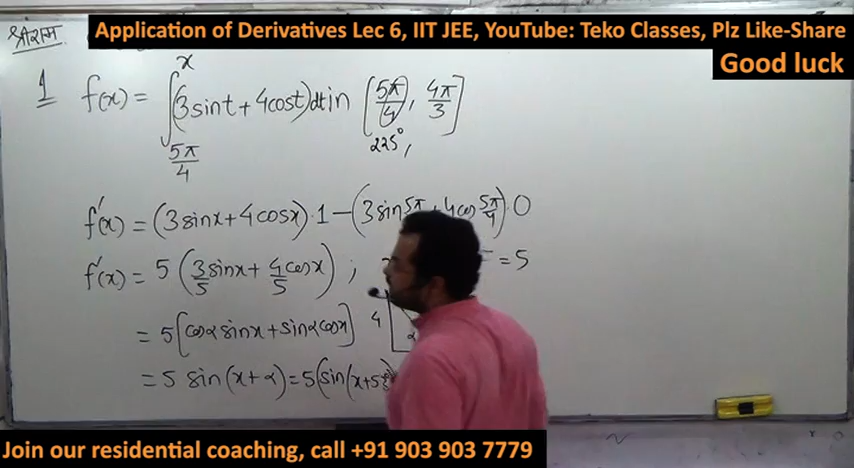 Application of Derivatives Lec 6, IIT JEE, YouTube: Teko Classes, Plz Like-Share
Good luck
श्रीराम
1 f(x) = ∫_{5π/4}^{x} (3sint + 4cost)dt in [5π/4, 4π/3]
225°,
f'(x) = (3sinx + 4cosx)·1 − (3sin 5π/4 + 4cos 5π/4)·0
f'(x) = 5 (3/5 sinx + 4/5 cosx) ; = 5
= 5[cosα sinx + sinα cosx] 4 α
= 5 sin(x+α) = 5(sin(x+53°)
Join our residential coaching, call +91 903 903 7779